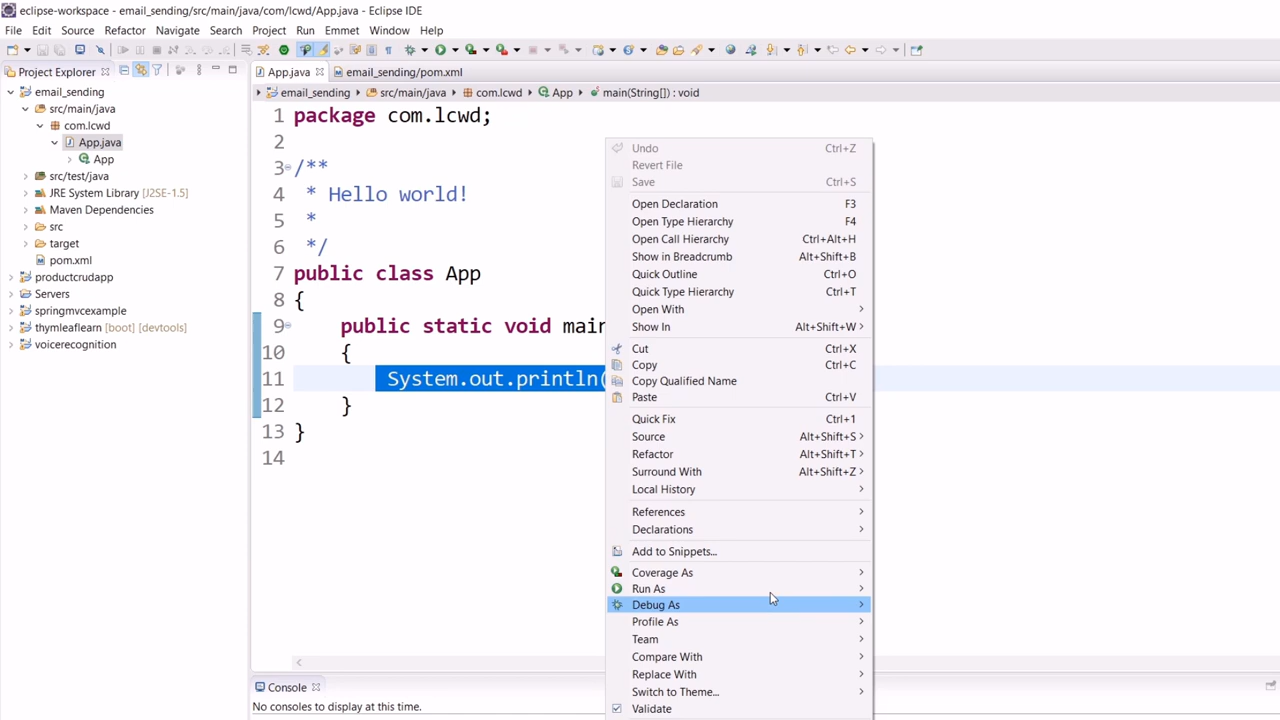 eclipse-workspace - email_sending/src/main/java/com/lcwd/App.java - Eclipse IDE
File Edit Source Refactor Navigate Search Project Run Emmet Window Help
Project Explorer
email_sending
src/main/java
com.lcwd
App.java
App
src/test/java
JRE System Library [J2SE-1.5]
Maven Dependencies
src
target
pom.xml
productcrudapp
Servers
springmvcexample
thymleaflearn [boot] [devtools]
voicerecognition
App.java email_sending/pom.xml
email_sending src/main/java com.lcwd App main(String[]) : void
1 package com.lcwd;
2
3 /**
4 * Hello world!
5 *
6 */
7 public class App
8 {
9 public static void main
10 {
11 System.out.println(
12 }
13 }
14
Undo Ctrl+Z
Revert File
Save Ctrl+S
Open Declaration F3
Open Type Hierarchy F4
Open Call Hierarchy Ctrl+Alt+H
Show in Breadcrumb Alt+Shift+B
Quick Outline Ctrl+O
Quick Type Hierarchy Ctrl+T
Open With
Show In Alt+Shift+W
Cut Ctrl+X
Copy Ctrl+C
Copy Qualified Name
Paste Ctrl+V
Quick Fix Ctrl+1
Source Alt+Shift+S
Refactor Alt+Shift+T
Surround With Alt+Shift+Z
Local History
References
Declarations
Add to Snippets...
Coverage As
Run As
Debug As
Profile As
Team
Compare With
Replace With
Switch to Theme...
Validate
Console
No consoles to display at this time.